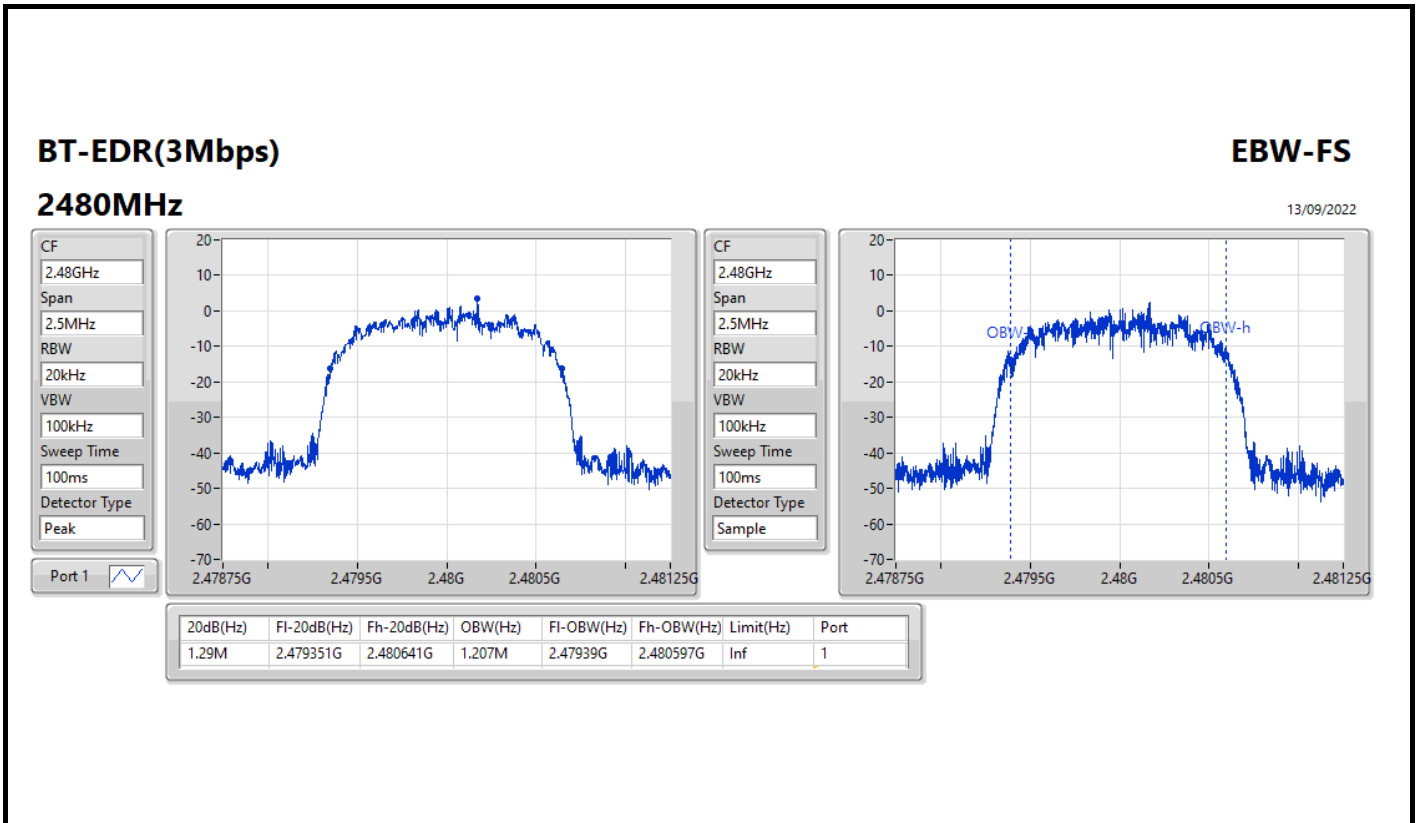 BT-EDR(3Mbps)
EBW-FS
2480MHz
13/09/2022
CF
2.48GHz
Span
2.5MHz
RBW
20kHz
VBW
100kHz
Sweep Time
100ms
Detector Type
Peak
Port 1
20
10
0
-10
-20
-30
-40
-50
-60
-70
2.47875G 2.4795G 2.48G 2.4805G 2.48125G
CF
2.48GHz
Span
2.5MHz
RBW
20kHz
VBW
100kHz
Sweep Time
100ms
Detector Type
Sample
20
10
0
-10
-20
-30
-40
-50
-60
-70
OBW-
OBW-h
2.47875G 2.4795G 2.48G 2.4805G 2.48125G
20dB(Hz) Fl-20dB(Hz) Fh-20dB(Hz) OBW(Hz) Fl-OBW(Hz) Fh-OBW(Hz) Limit(Hz) Port
1.29M 2.479351G 2.480641G 1.207M 2.47939G 2.480597G Inf 1